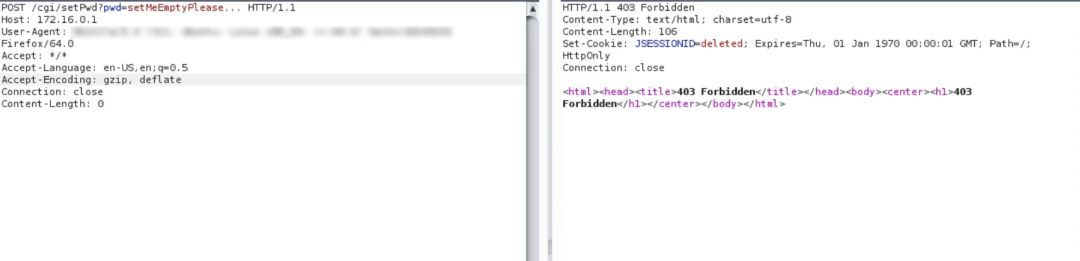 POST /cgi/setPwd?pwd=setMeEmptyPlease... HTTP/1.1
Host: 172.16.0.1
User-Agent:
Firefox/64.0
Accept: */*
Accept-Language: en-US,en;q=0.5
Accept-Encoding: gzip, deflate
Connection: close
Content-Length: 0
HTTP/1.1 403 Forbidden
Content-Type: text/html; charset=utf-8
Content-Length: 106
Set-Cookie: JSESSIONID=deleted; Expires=Thu, 01 Jan 1970 00:00:01 GMT; Path=/;
HttpOnly
Connection: close
<html><head><title>403 Forbidden</title></head><body><center><h1>403
Forbidden</h1></center></body></html>